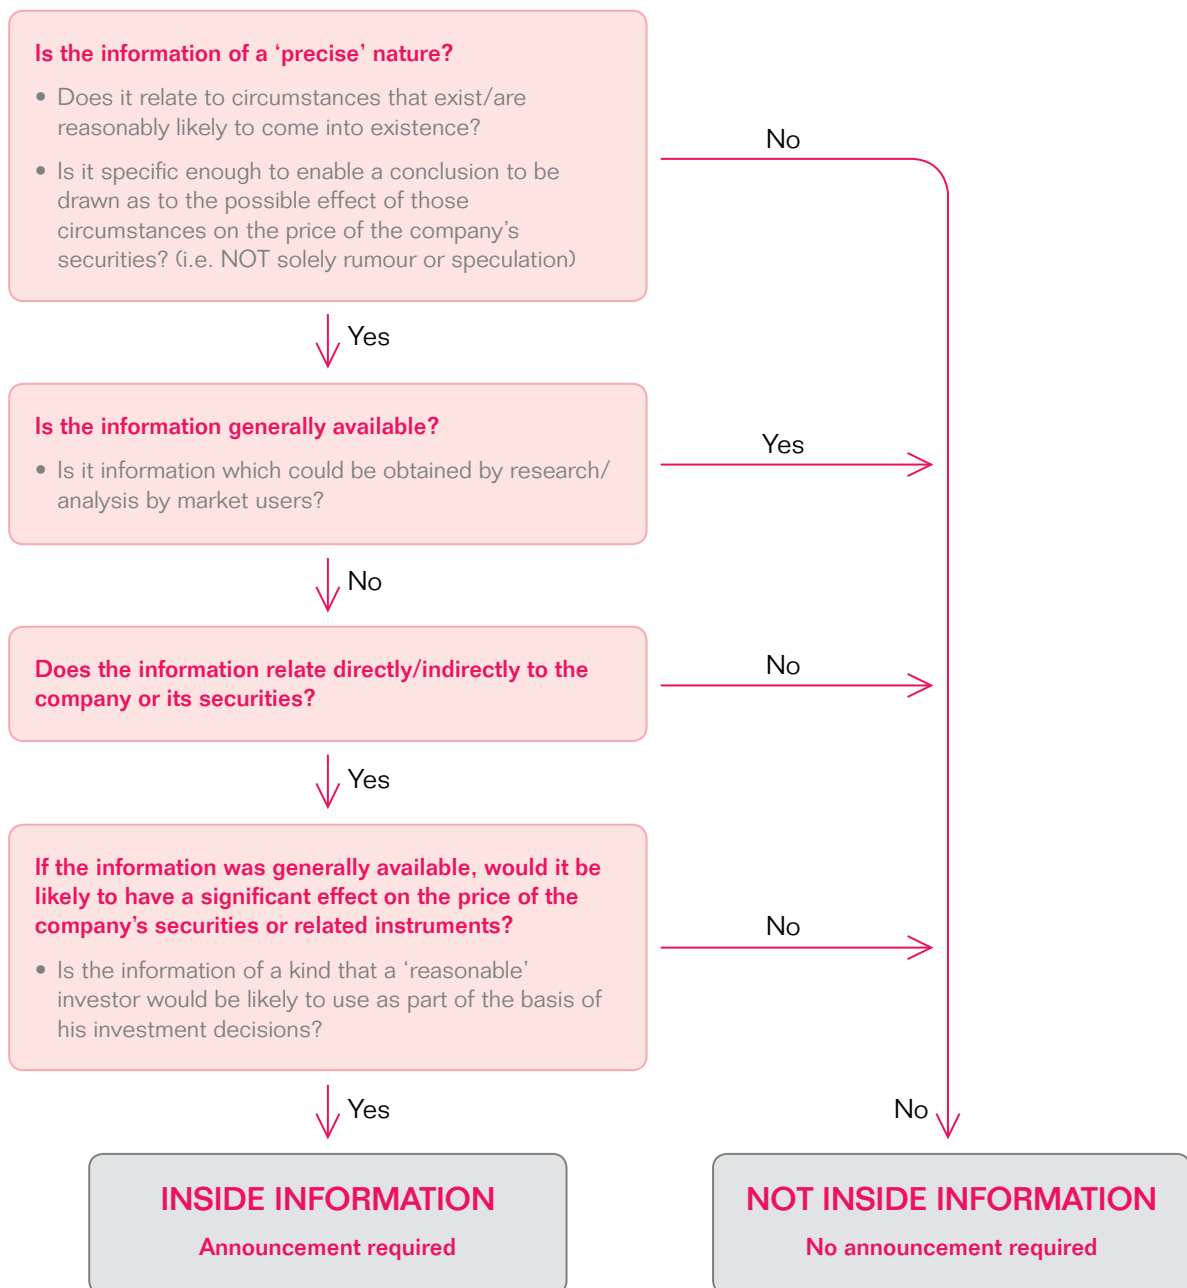 Is the information of a ‘precise’ nature?
• Does it relate to circumstances that exist/are
reasonably likely to come into existence?
• Is it specific enough to enable a conclusion to be
drawn as to the possible effect of those
circumstances on the price of the company’s
securities? (i.e. NOT solely rumour or speculation)
No
Yes
Is the information generally available?
• Is it information which could be obtained by research/
analysis by market users?
Yes
No
Does the information relate directly/indirectly to the
company or its securities?
No
Yes
If the information was generally available, would it be
likely to have a significant effect on the price of the
company’s securities or related instruments?
• Is the information of a kind that a ‘reasonable’
investor would be likely to use as part of the basis of
his investment decisions?
No
Yes
No
INSIDE INFORMATION
Announcement required
NOT INSIDE INFORMATION
No announcement required